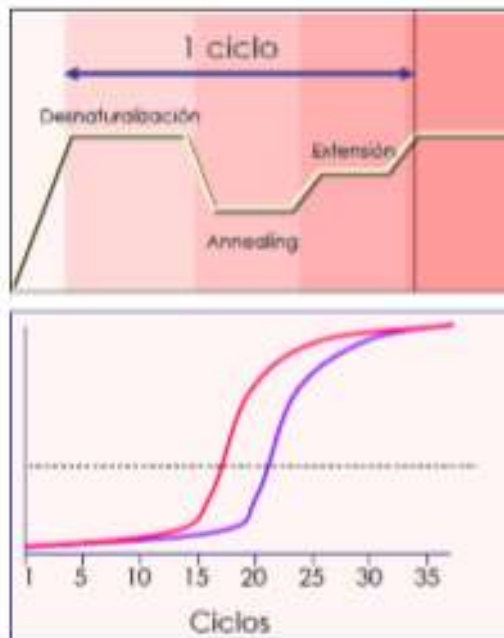 1 ciclo
Desnaturalización
Extensión
Annealing
1 5 10 15 20 25 30 35
Ciclos